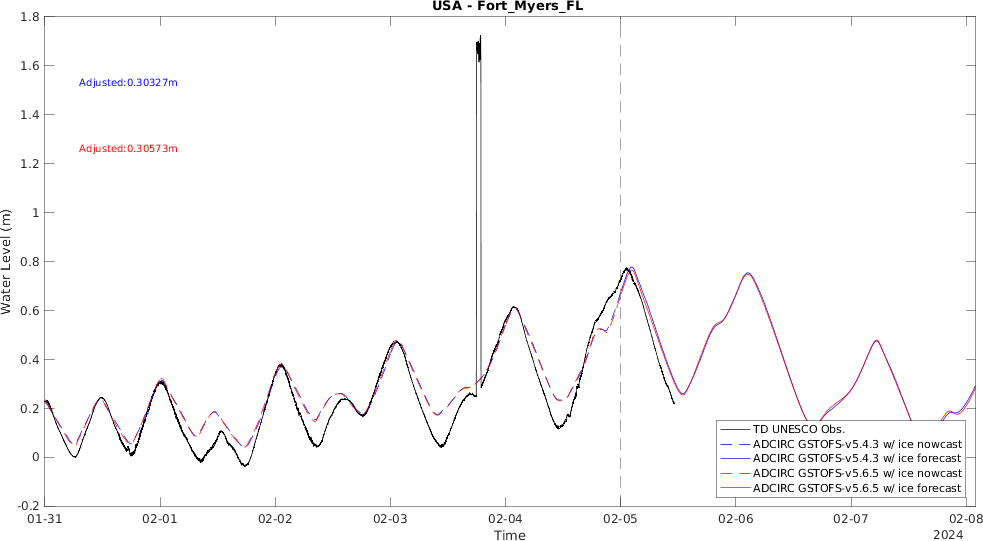 USA - Fort_Myers_FL
1.8
1.6
1.4
1.2
1
0.8
0.6
0.4
0.2
0
-0.2
Water Level (m)
Adjusted:0.30327m
Adjusted:0.30573m
TD UNESCO Obs.
ADCIRC GSTOFS-v5.4.3 w/ ice nowcast
ADCIRC GSTOFS-v5.4.3 w/ ice forecast
ADCIRC GSTOFS-v5.6.5 w/ ice nowcast
ADCIRC GSTOFS-v5.6.5 w/ ice forecast
01-31 02-01 02-02 02-03 02-04 02-05 02-06 02-07 02-08
Time
2024